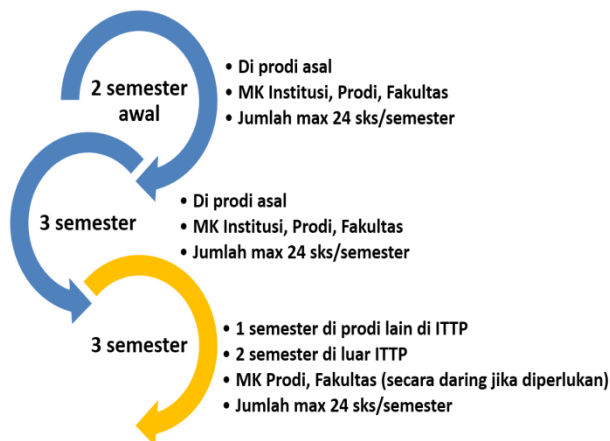 2 semester
awal
• Di prodi asal
• MK Institusi, Prodi, Fakultas
• Jumlah max 24 sks/semester
3 semester
• Di prodi asal
• MK Institusi, Prodi, Fakultas
• Jumlah max 24 sks/semester
3 semester
• 1 semester di prodi lain di ITTP
• 2 semester di luar ITTP
• MK Prodi, Fakultas (secara daring jika diperlukan)
• Jumlah max 24 sks/semester